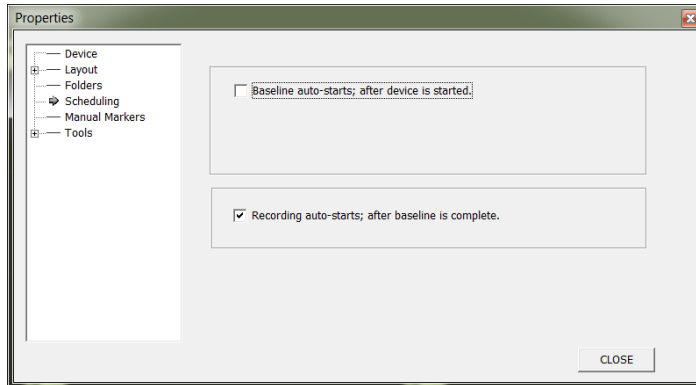 Properties
Device
Layout
Folders
Scheduling
Manual Markers
Tools
Baseline auto-starts; after device is started.
Recording auto-starts; after baseline is complete.
CLOSE